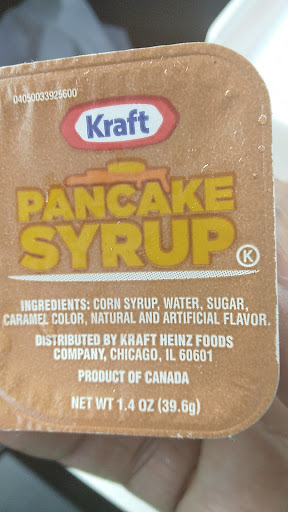 04050033925600
Kraft
PANCAKE
SYRUP
K
INGREDIENTS: CORN SYRUP, WATER, SUGAR,
CARAMEL COLOR, NATURAL AND ARTIFICIAL FLAVOR.
DISTRIBUTED BY KRAFT HEINZ FOODS
COMPANY, CHICAGO, IL 60601
PRODUCT OF CANADA
NET WT 1.4 OZ (39.6g)